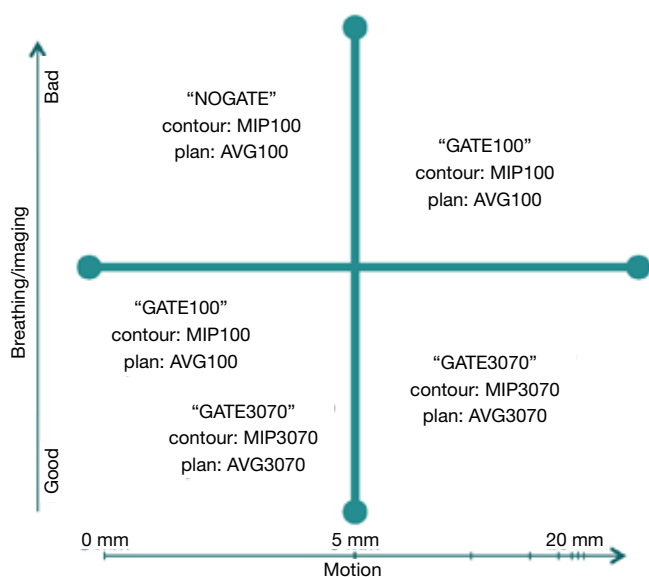 Bad
Breathing/imaging
Good
“NOGATE”
contour: MIP100
plan: AVG100
“GATE100”
contour: MIP100
plan: AVG100
“GATE100”
contour: MIP100
plan: AVG100
“GATE3070”
contour: MIP3070
plan: AVG3070
“GATE3070”
contour: MIP3070
plan: AVG3070
0 mm
5 mm
20 mm
Motion